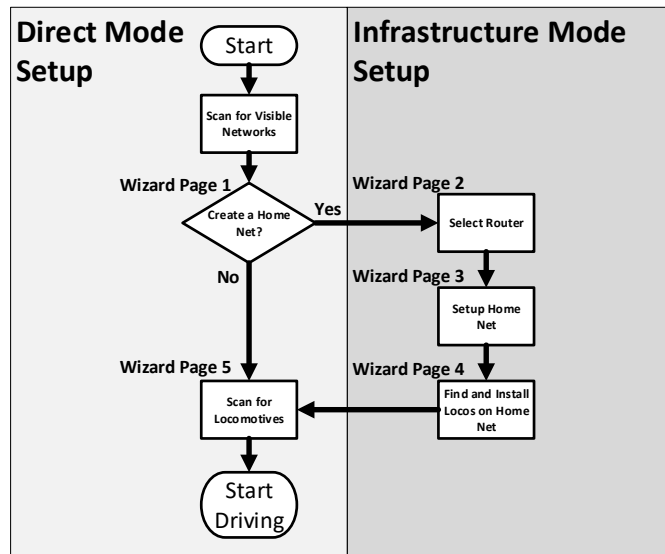 Direct Mode
Setup
Start
Infrastructure Mode
Setup
Scan for Visible
Networks
Wizard Page 1
Create a Home
Net?
Yes
No
Wizard Page 2
Select Router
Wizard Page 3
Setup Home
Net
Wizard Page 4
Find and Install
Locos on Home
Net
Wizard Page 5
Scan for
Locomotives
Start
Driving